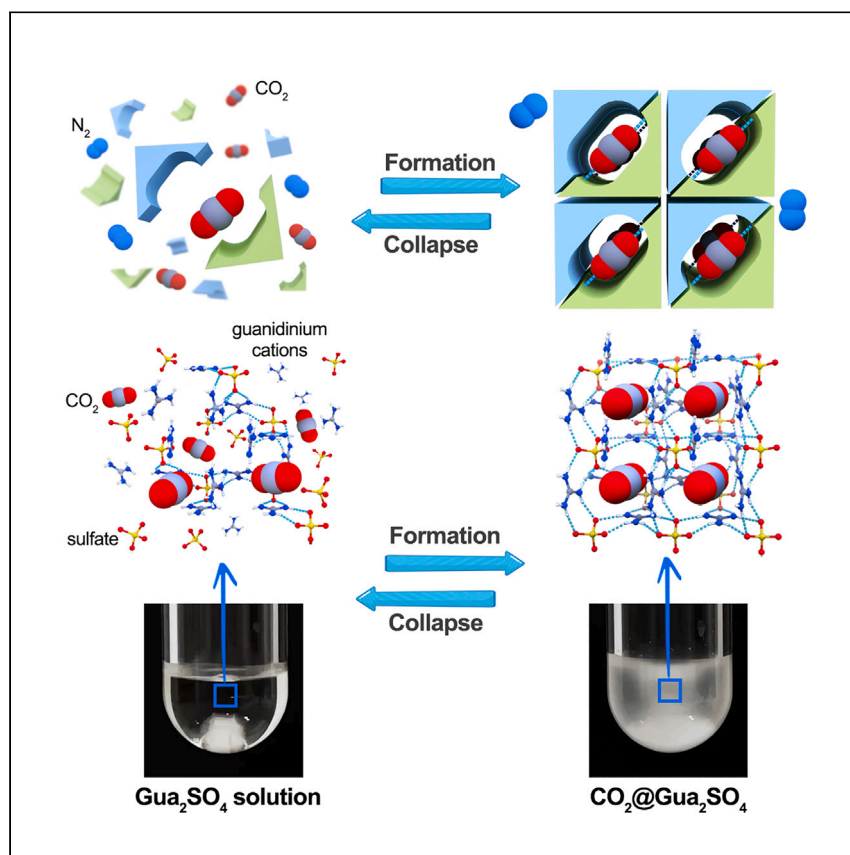 CO₂
N₂
Formation
Collapse
guanidinium
cations
CO₂
sulfate
Formation
Collapse
Gua₂SO₄ solution
CO₂@Gua₂SO₄